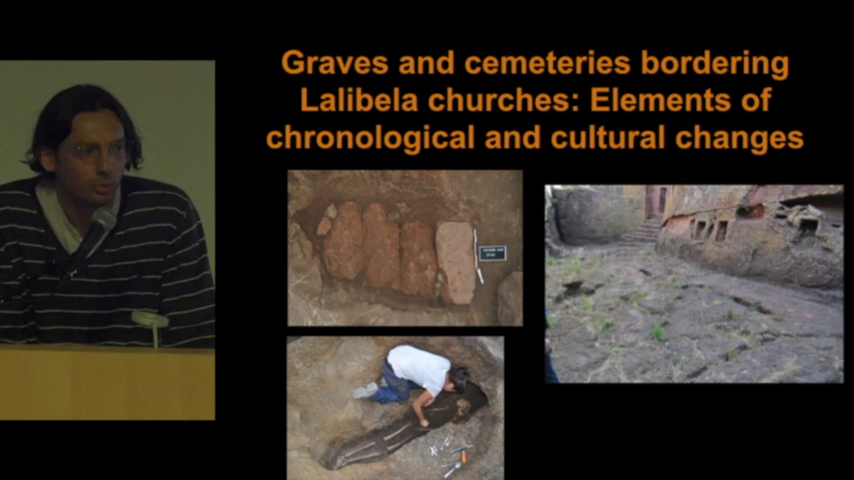 Graves and cemeteries bordering
Lalibela churches: Elements of
chronological and cultural changes